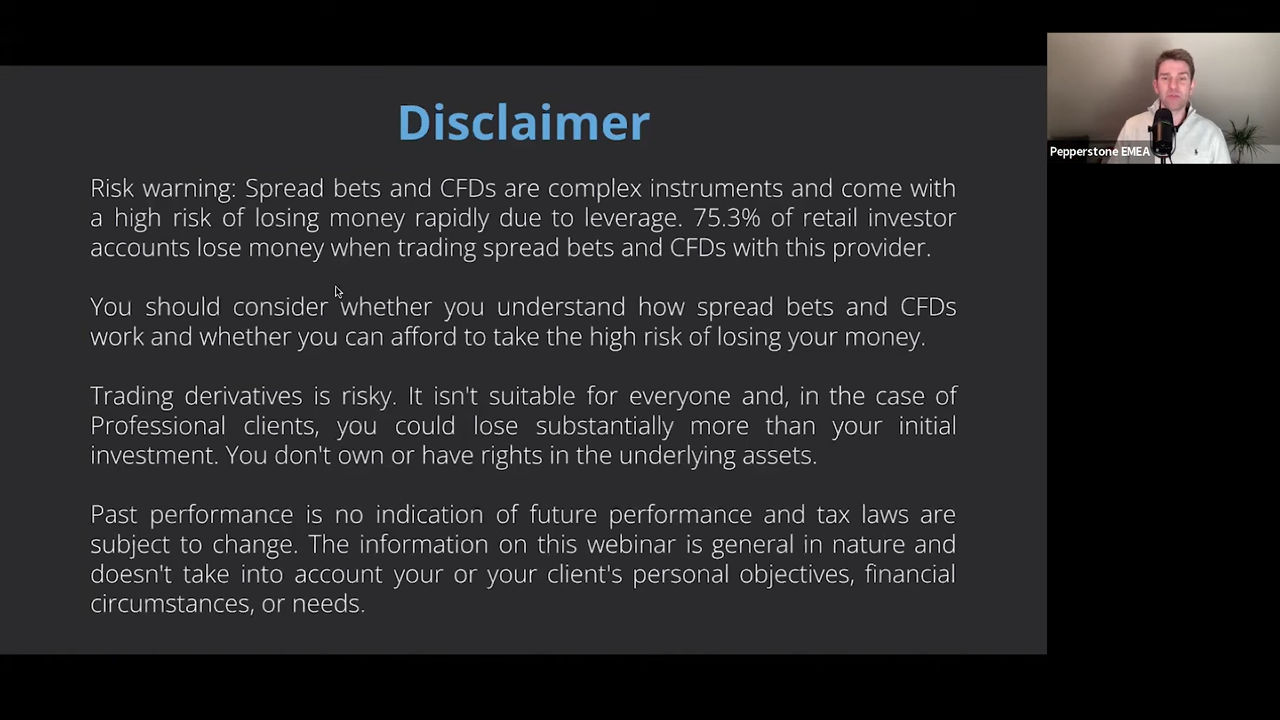 Disclaimer
Risk warning: Spread bets and CFDs are complex instruments and come with
a high risk of losing money rapidly due to leverage. 75.3% of retail investor
accounts lose money when trading spread bets and CFDs with this provider.
You should consider whether you understand how spread bets and CFDs
work and whether you can afford to take the high risk of losing your money.
Trading derivatives is risky. It isn't suitable for everyone and, in the case of
Professional clients, you could lose substantially more than your initial
investment. You don't own or have rights in the underlying assets.
Past performance is no indication of future performance and tax laws are
subject to change. The information on this webinar is general in nature and
doesn't take into account your or your client's personal objectives, financial
circumstances, or needs.
Pepperstone EMEA